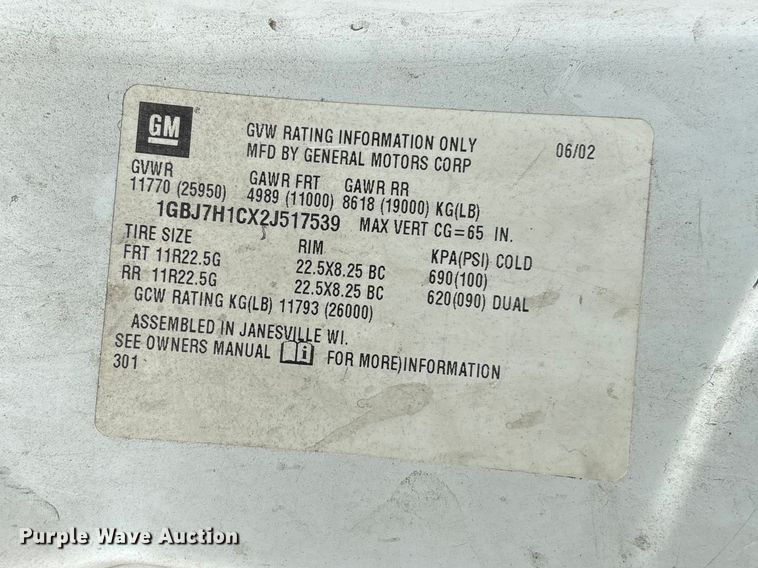 GM
GVW RATING INFORMATION ONLY 06/02
MFD BY GENERAL MOTORS CORP
GVWR GAWR FRT GAWR RR
11770 (25950) 4989 (11000) 8618 (19000) KG(LB)
1GBJ7H1CX2J517539 MAX VERT CG=65 IN.
TIRE SIZE RIM KPA(PSI) COLD
FRT 11R22.5G 22.5X8.25 BC 690(100)
RR 11R22.5G 22.5X8.25 BC 620(090) DUAL
GCW RATING KG(LB) 11793 (26000)
ASSEMBLED IN JANESVILLE WI.
SEE OWNERS MANUAL i FOR MORE)INFORMATION
301
Purple Wave Auction